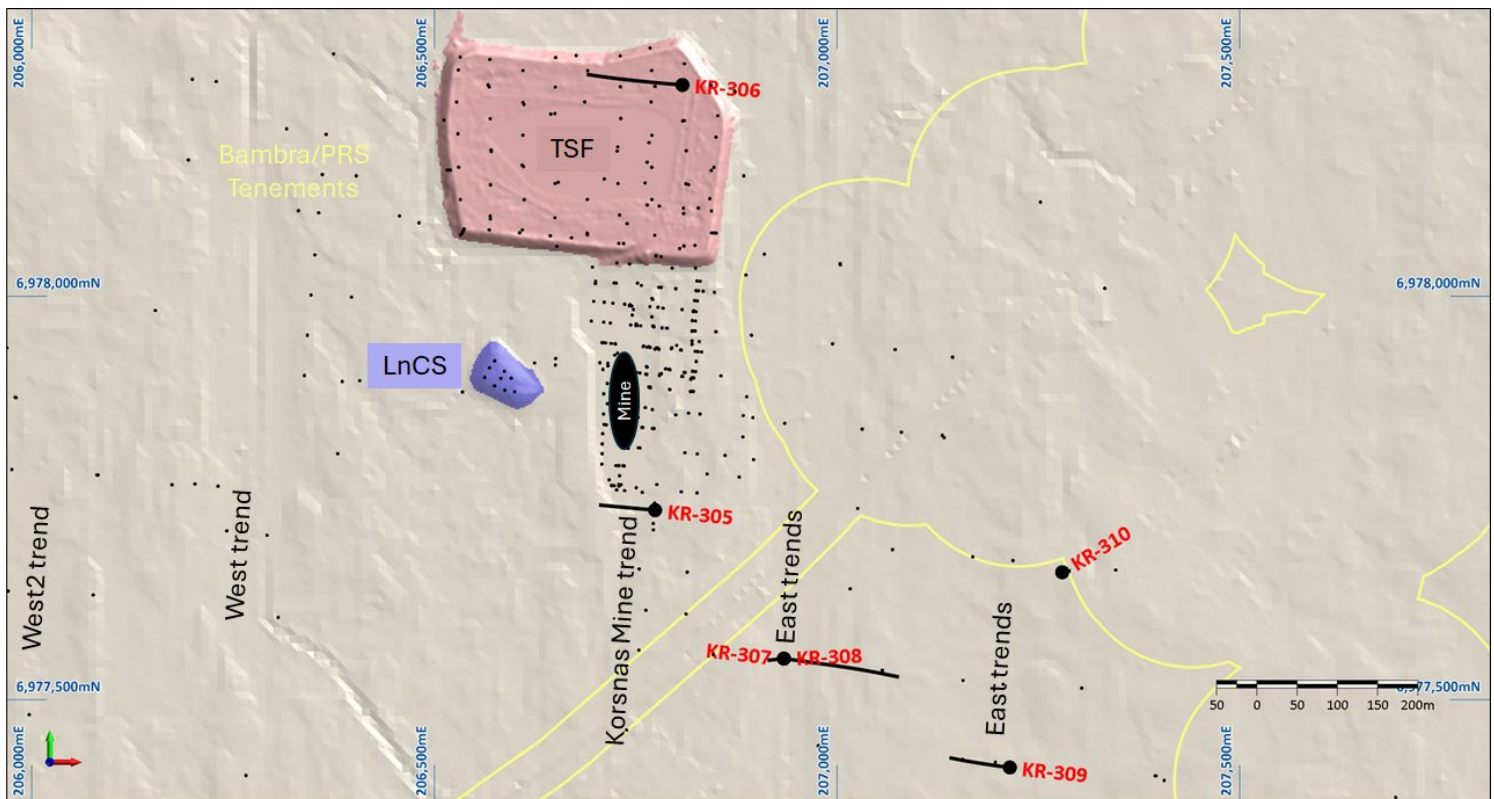 206,000mE
206,500mE
207,000mE
207,500mE
KR-306
TSF
Bambra/PRS
Tenements
6,978,000mN
6,978,000mN
LnCS
Mine
KR-305
KR-310
West2 trend
West trend
Korsnas Mine trend
East trends
East trends
KR-307
KR-308
6,977,500mN
6,977,500mN
50 0 50 100 150 200m
KR-309
206,000mE
206,500mE
207,000mE
207,500mE